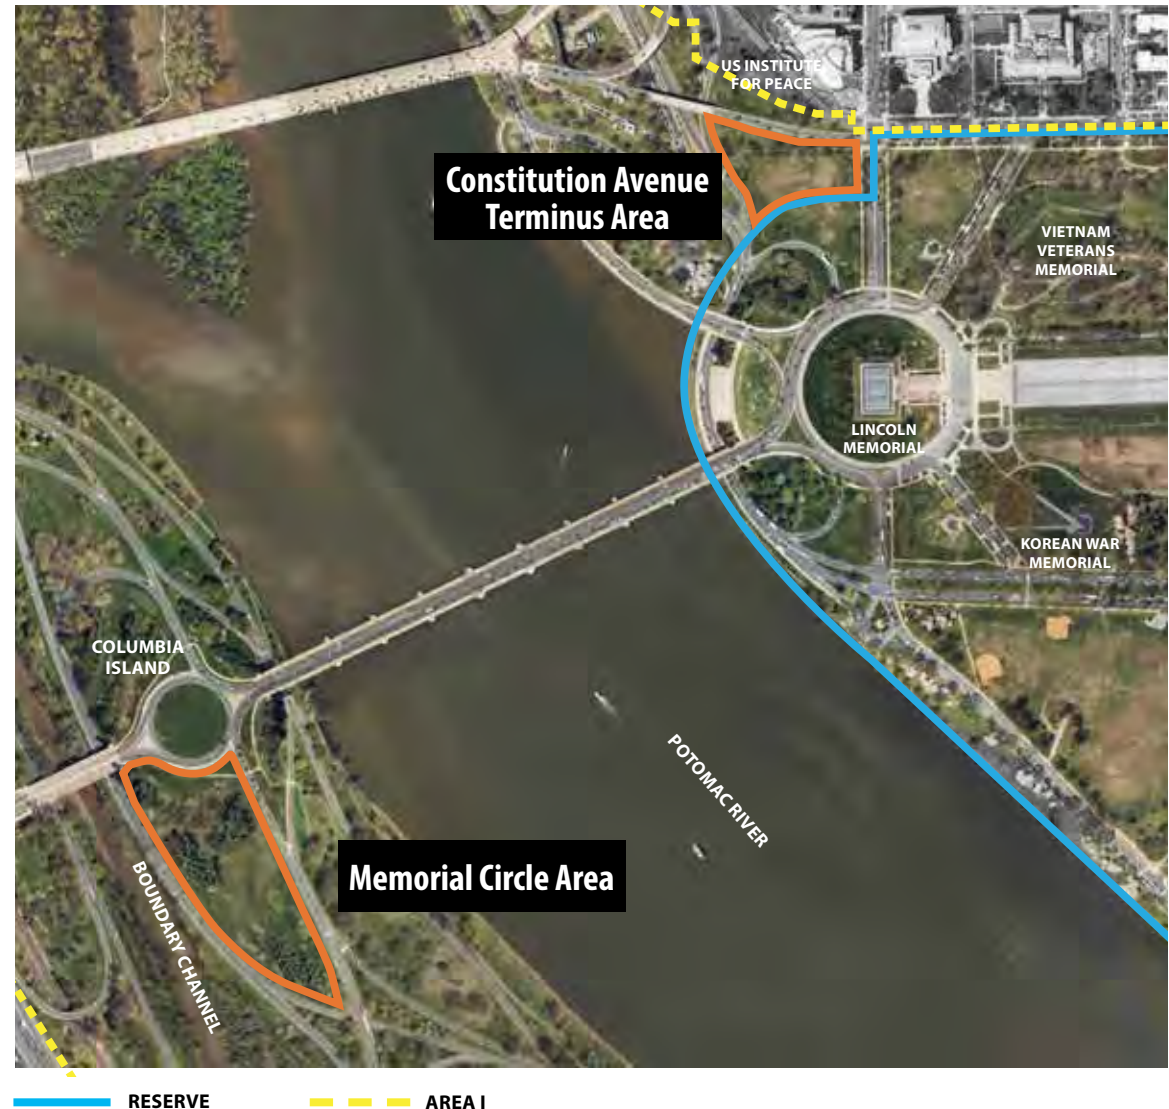 US INSTITUTE
FOR PEACE
Constitution Avenue
Terminus Area
VIETNAM
VETERANS
MEMORIAL
LINCOLN
MEMORIAL
KOREAN WAR
MEMORIAL
COLUMBIA
ISLAND
POTOMAC RIVER
Memorial Circle Area
BOUNDARY CHANNEL
RESERVE
AREA I